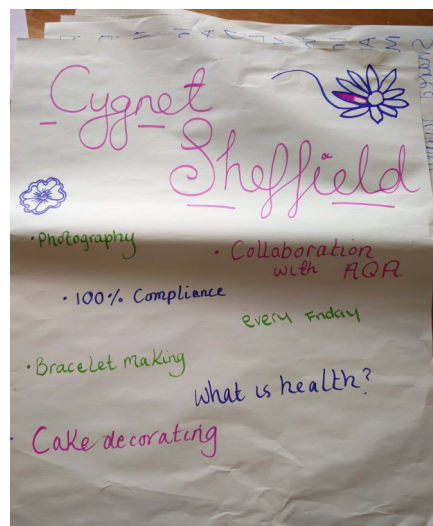 Cygnet
Sheffield
• Photography
• Collaboration
with AQA
• 100% Compliance
every Friday
• Bracelet Making
What is health?
• Cake decorating